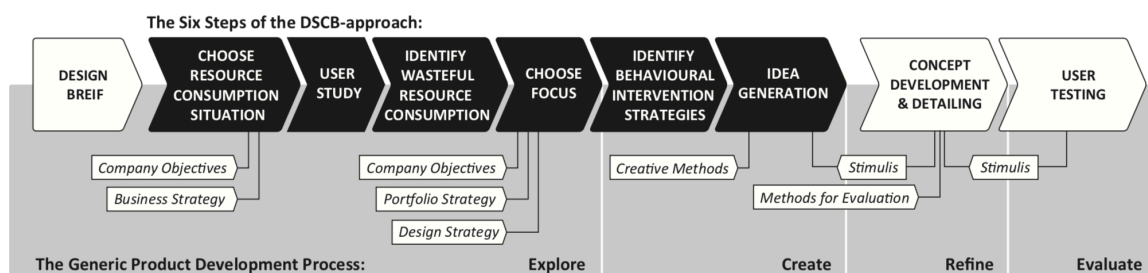 The Six Steps of the DSCB-approach:
DESIGN
BREIF
CHOOSE
RESOURCE
CONSUMPTION
SITUATION
USER
STUDY
IDENTIFY
WASTEFUL
RESOURCE
CONSUMPTION
CHOOSE
FOCUS
IDENTIFY
BEHAVIOURAL
INTERVENTION
STRATEGIES
IDEA
GENERATION
CONCEPT
DEVELOPMENT
& DETAILING
USER
TESTING
Company Objectives
Business Strategy
Company Objectives
Portfolio Strategy
Design Strategy
Creative Methods
Stimulis
Methods for Evaluation
Stimulis
The Generic Product Development Process:
Explore
Create
Refine
Evaluate